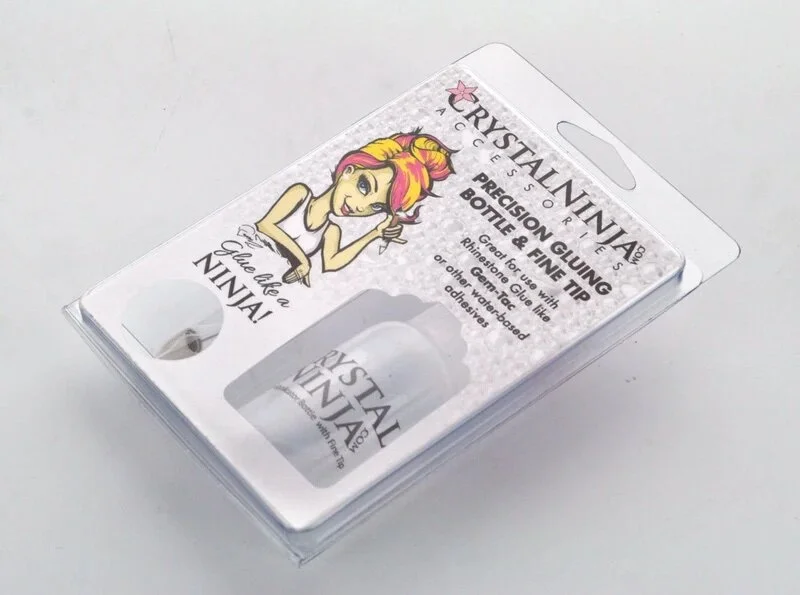 CRYSTALNINJA.COM
ACCESSORIES
PRECISION GLUING
BOTTLE & FINE TIP
Great for use with
Rhinestone Glue like
Gem-Tac
or other water-based
adhesives
Glue like a
NINJA!
CRYSTAL
NINJA.COM
Bottle with Fine Tip